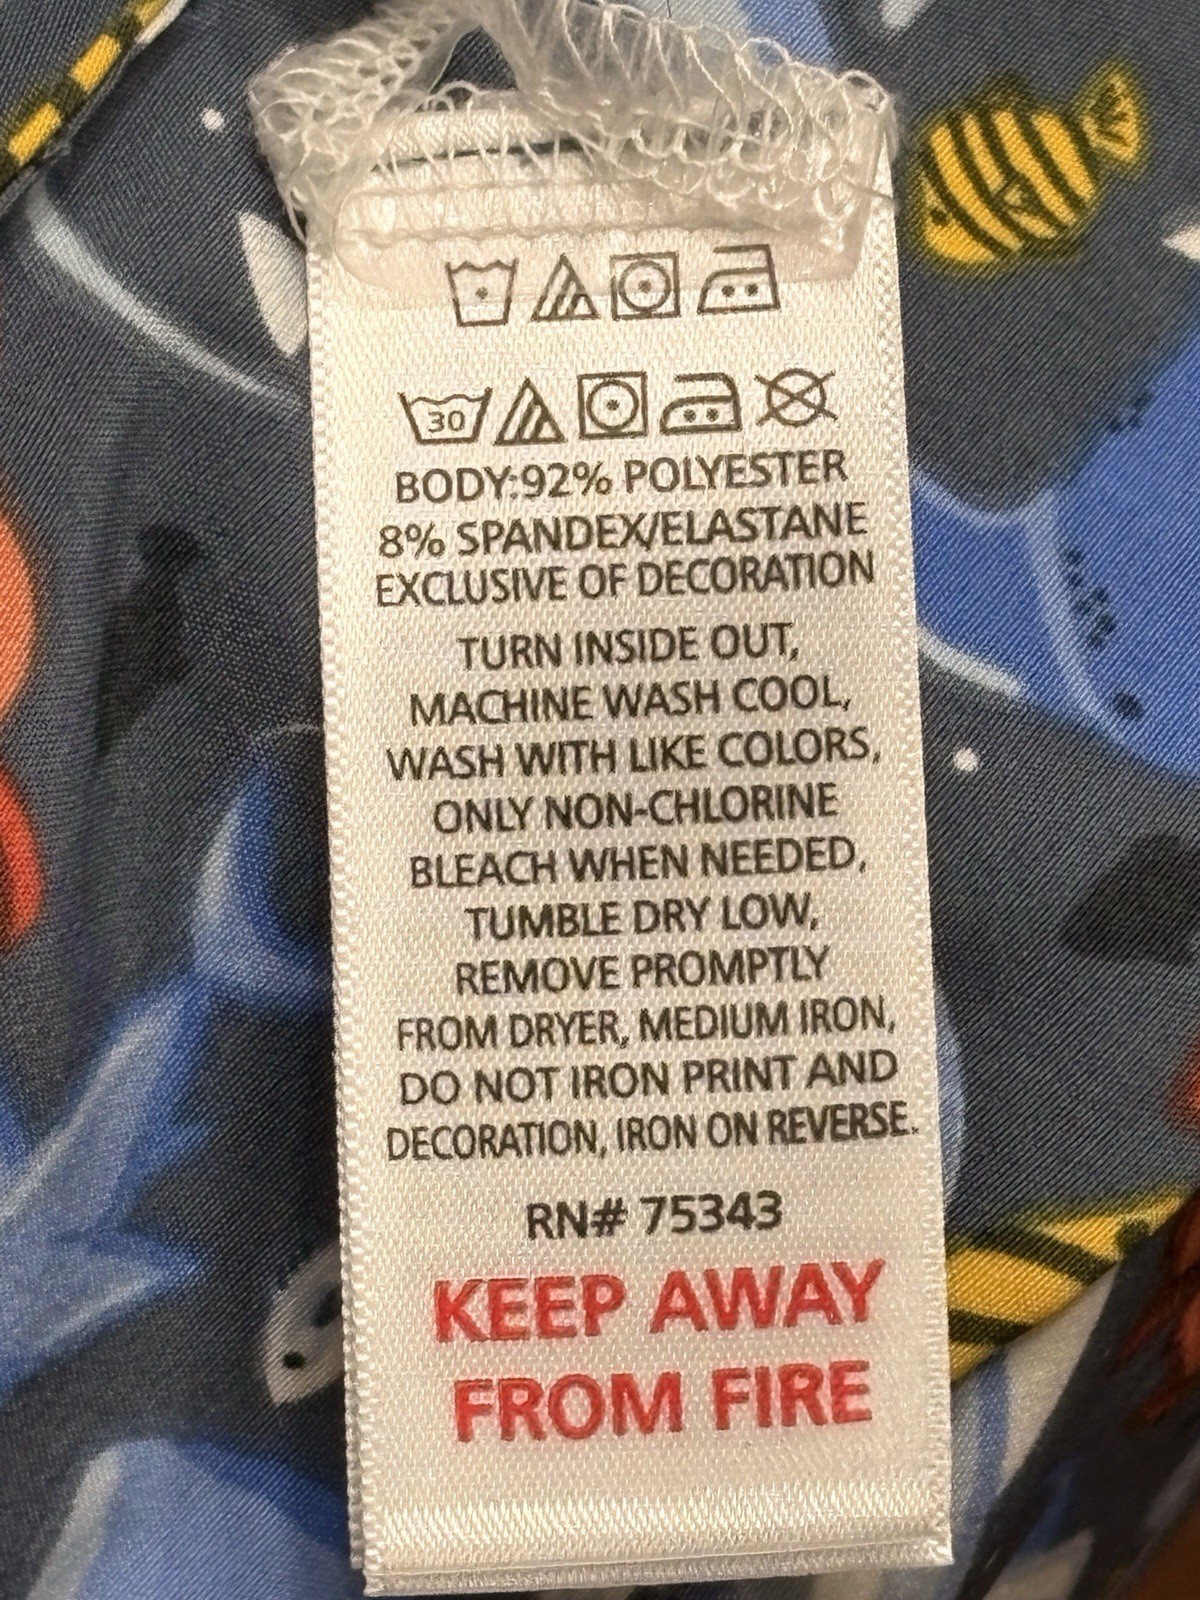 30
BODY:92% POLYESTER
8% SPANDEX/ELASTANE
EXCLUSIVE OF DECORATION
TURN INSIDE OUT,
MACHINE WASH COOL,
WASH WITH LIKE COLORS,
ONLY NON-CHLORINE
BLEACH WHEN NEEDED,
TUMBLE DRY LOW,
REMOVE PROMPTLY
FROM DRYER, MEDIUM IRON,
DO NOT IRON PRINT AND
DECORATION, IRON ON REVERSE.
RN# 75343
KEEP AWAY
FROM FIRE